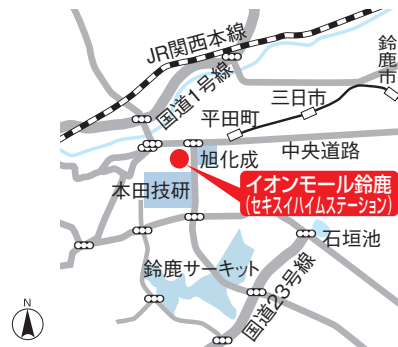 JR関西本線
国道1号線
鈴鹿市
三日市
平田町
中央道路
旭化成
イオンモール鈴鹿
(セキスイハイムステーション)
本田技研
石垣池
鈴鹿サーキット
国道23号線
N